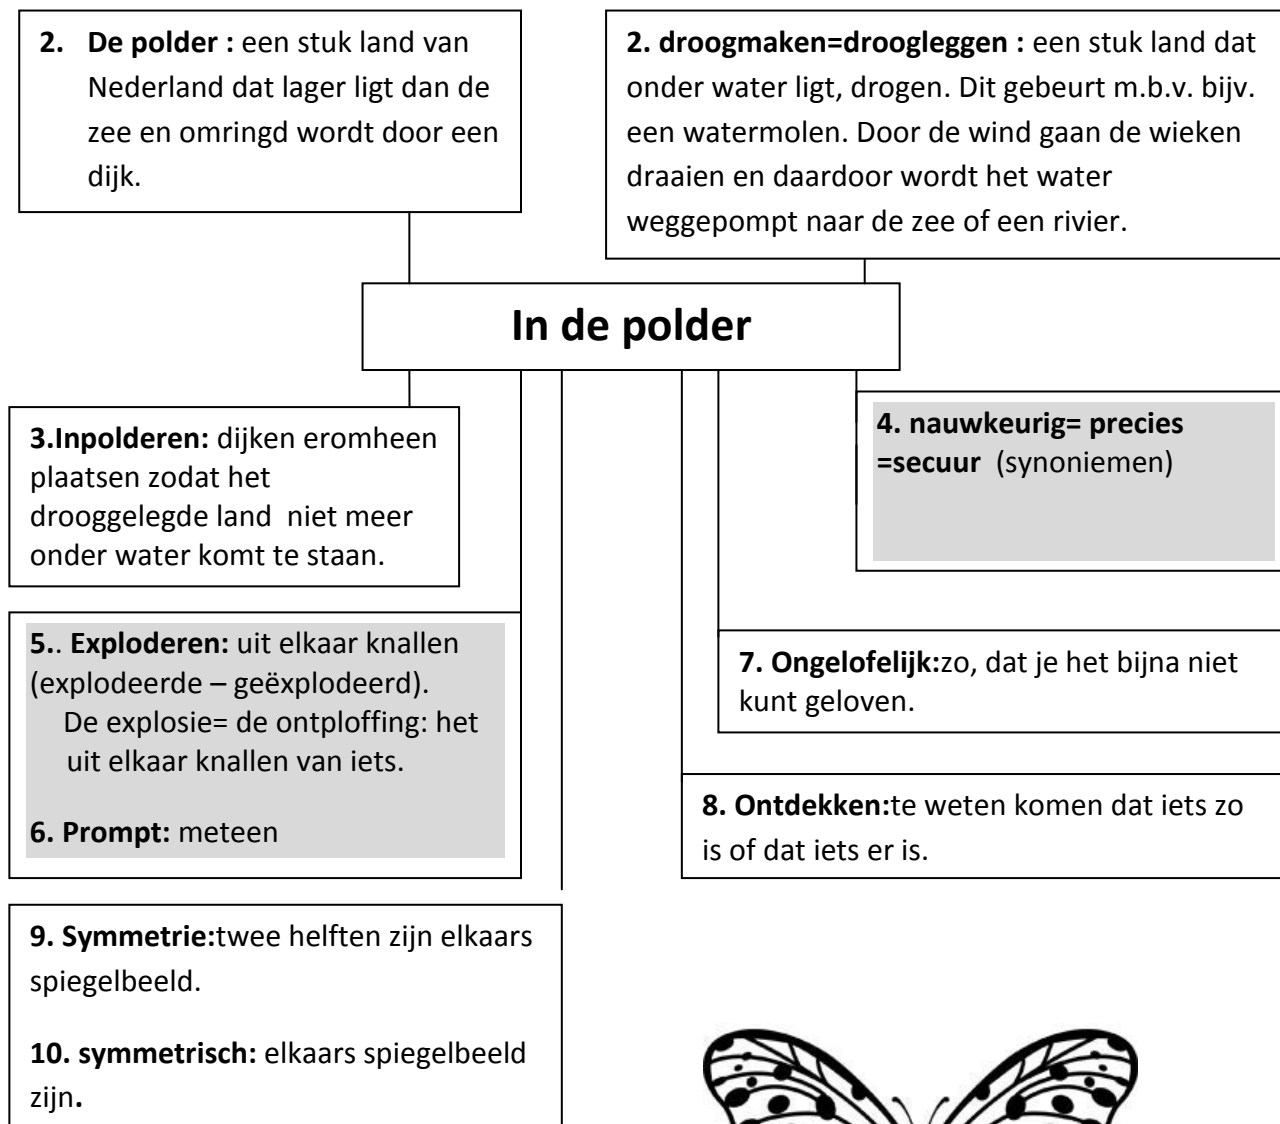 2. De polder : een stuk land van
Nederland dat lager ligt dan de
zee en omringd wordt door een
dijk.
2. droogmaken=droogleggen : een stuk land dat
onder water ligt, drogen. Dit gebeurt m.b.v. bijv.
een watermolen. Door de wind gaan de wieken
draaien en daardoor wordt het water
weggepompt naar de zee of een rivier.
In de polder
3.Inpolderen: dijken eromheen
plaatsen zodat het
drooggelegde land niet meer
onder water komt te staan.
4. nauwkeurig= precies
=secuur (synoniemen)
5.. Exploderen: uit elkaar knallen
(explodeerde – geëxplodeerd).
De explosie= de ontploffing: het
uit elkaar knallen van iets.
6. Prompt: meteen
7. Ongelofelijk:zo, dat je het bijna niet
kunt geloven.
8. Ontdekken:te weten komen dat iets zo
is of dat iets er is.
9. Symmetrie:twee helften zijn elkaars
spiegelbeeld.
10. symmetrisch: elkaars spiegelbeeld
zijn.